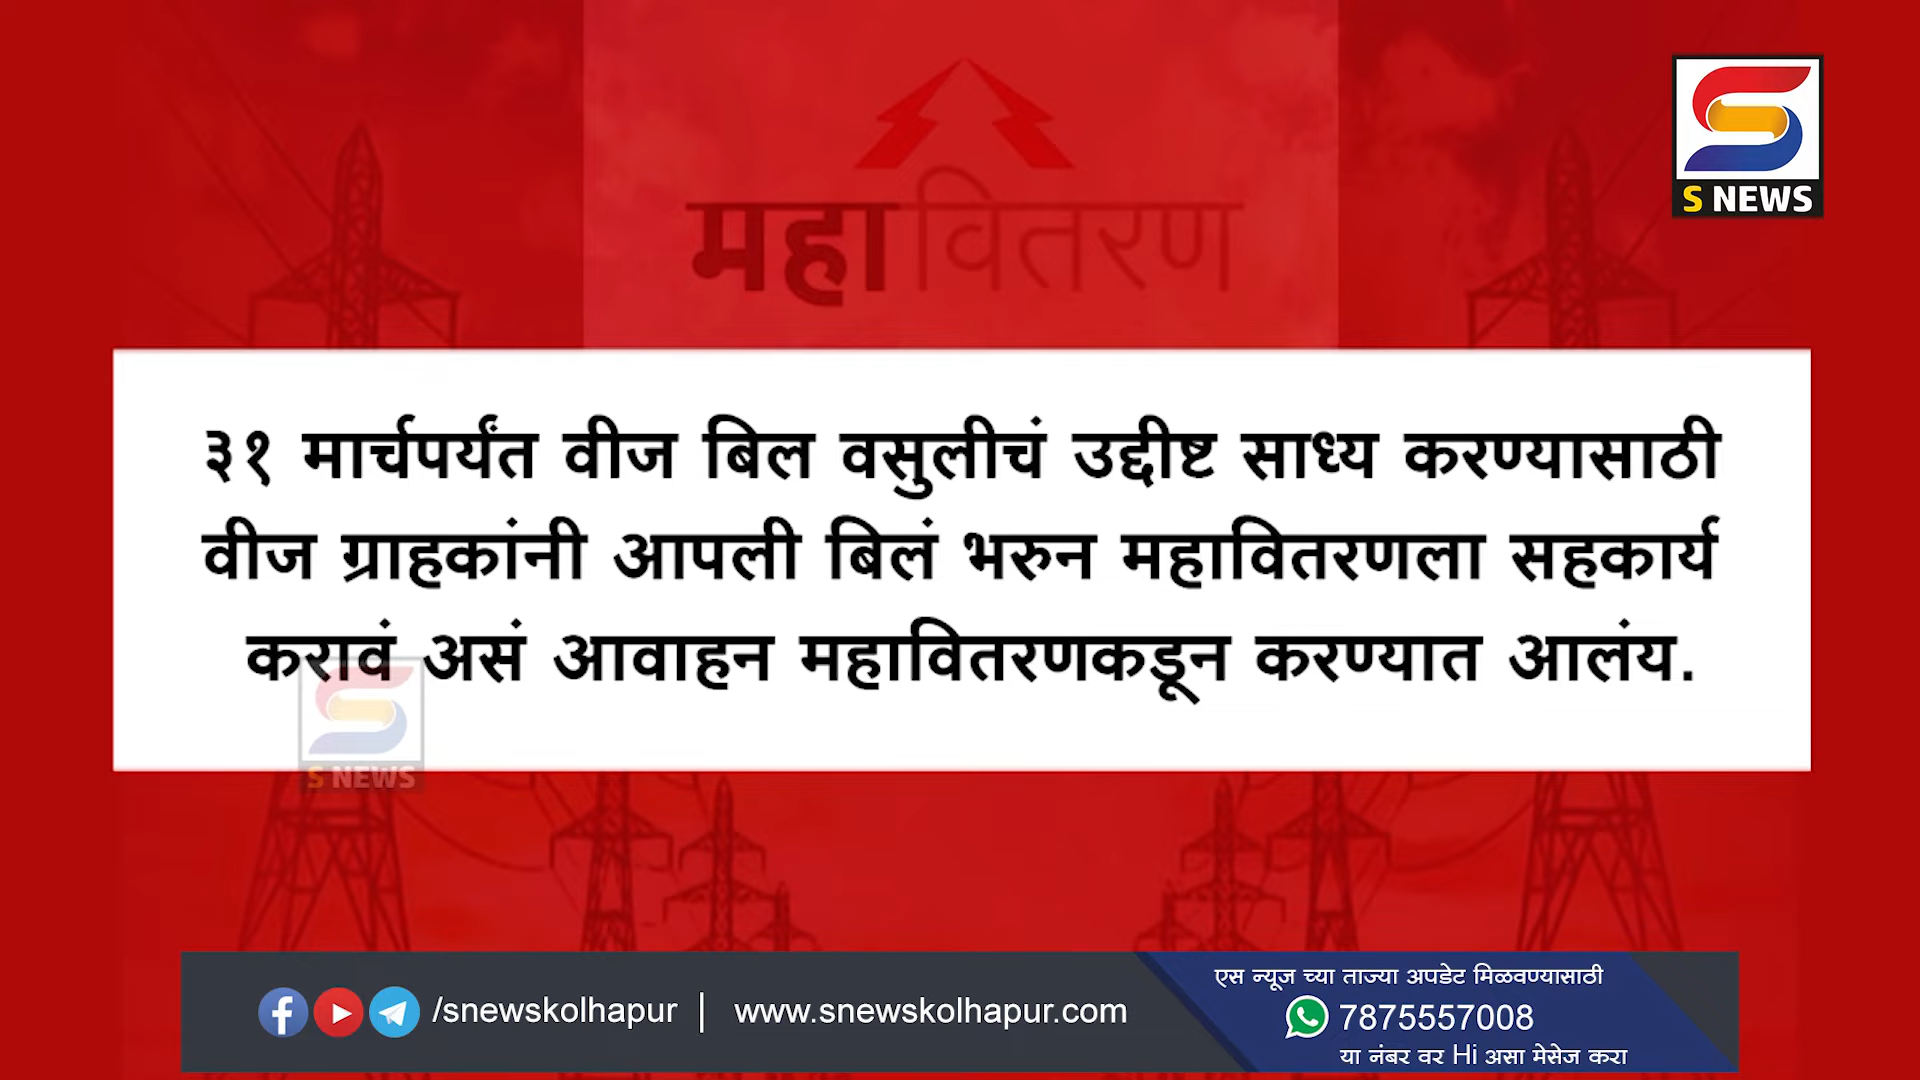 महावितरण
S NEWS
३१ मार्चपर्यंत वीज बिल वसुलीचं उद्दीष्ट साध्य करण्यासाठी
वीज ग्राहकांनी आपली बिलं भरुन महावितरणला सहकार्य
करावं असं आवाहन महावितरणकडून करण्यात आलंय.
S NEWS
/snewskolhapur | www.snewskolhapur.com
एस न्यूज च्या ताज्या अपडेट मिळवण्यासाठी
7875557008
या नंबर वर Hi असा मेसेज करा